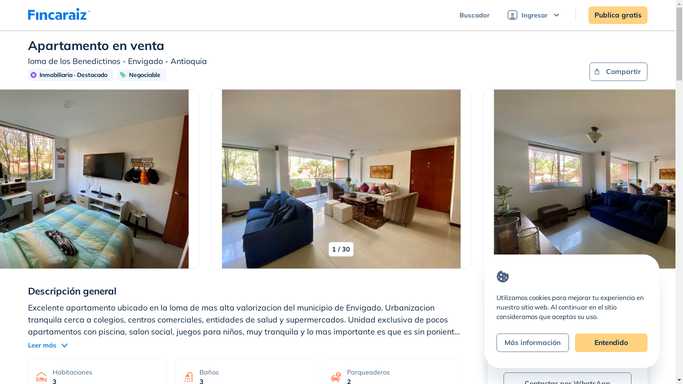 Fincaraiz
Buscador
Ingresar
Publica gratis
Apartamento en venta
loma de los Benedictinos - Envigado - Antioquia
Inmobiliaria · Destacado
Negociable
Compartir
1 / 30
Descripción general
Excelente apartamento ubicado en la loma de mas alta valorizacion del municipio de Envigado. Urbanizacion
tranquila cerca a colegios, centros comerciales, entidades de salud y supermercados. Unidad exclusiva de pocos
apartamentos con piscina, salon social, juegos para niños, muy tranquila y lo mas importante es que es sin ponient...
Leer más
Habitaciones
3
Baños
3
Parqueaderos
2
Utilizamos cookies para mejorar tu experiencia en
nuestro sitio web. Al continuar en el sitio
consideramos que aceptas su uso.
Más información
Entendido
Contactar por WhatsApp